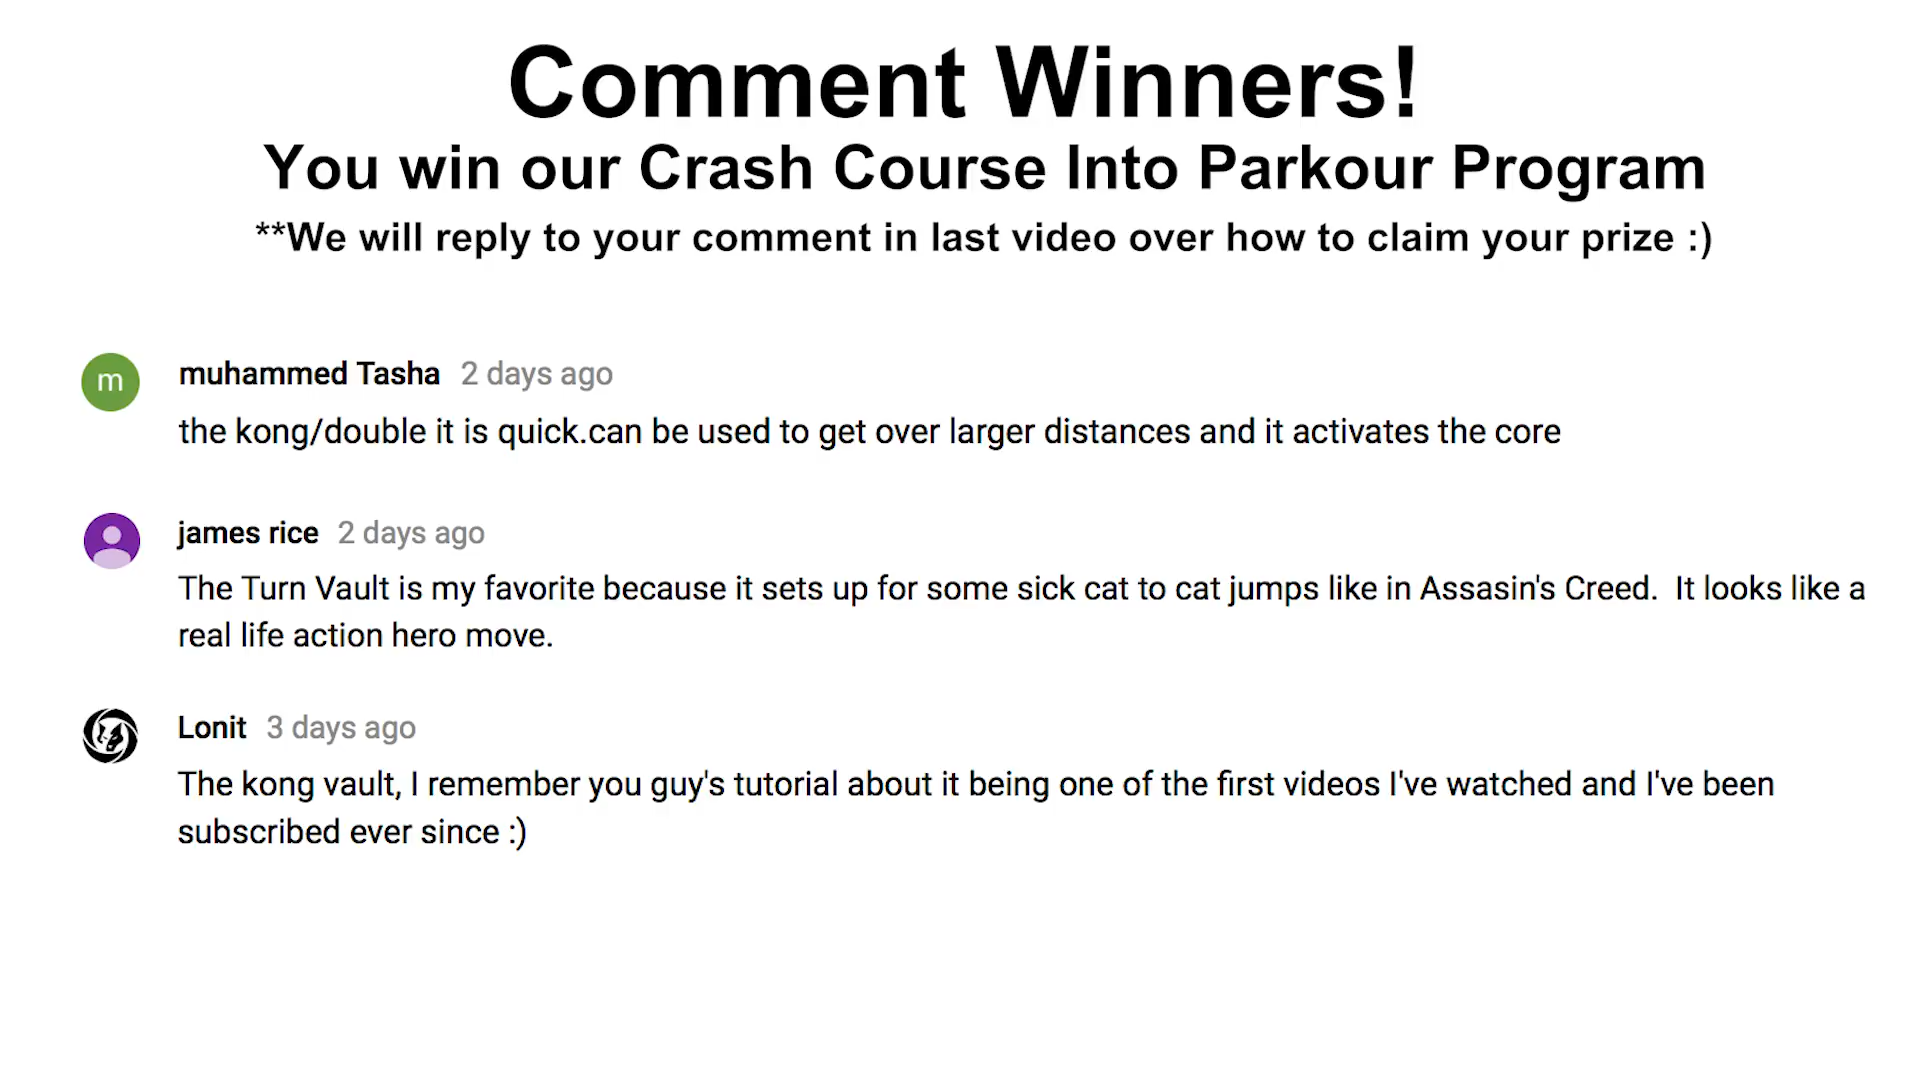 Comment Winners!
You win our Crash Course Into Parkour Program
**We will reply to your comment in last video over how to claim your prize :)
m
muhammed Tasha 2 days ago
the kong/double it is quick.can be used to get over larger distances and it activates the core
james rice 2 days ago
The Turn Vault is my favorite because it sets up for some sick cat to cat jumps like in Assasin's Creed.  It looks like a
real life action hero move.
Lonit 3 days ago
The kong vault, I remember you guy's tutorial about it being one of the first videos I've watched and I've been
subscribed ever since :)